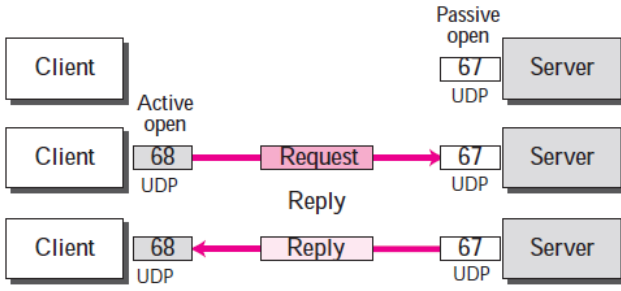 Passive
open
Client
67
Server
UDP
Active
open
Client
68
Request
67
Server
UDP
UDP
Reply
Client
68
Reply
67
Server
UDP
UDP